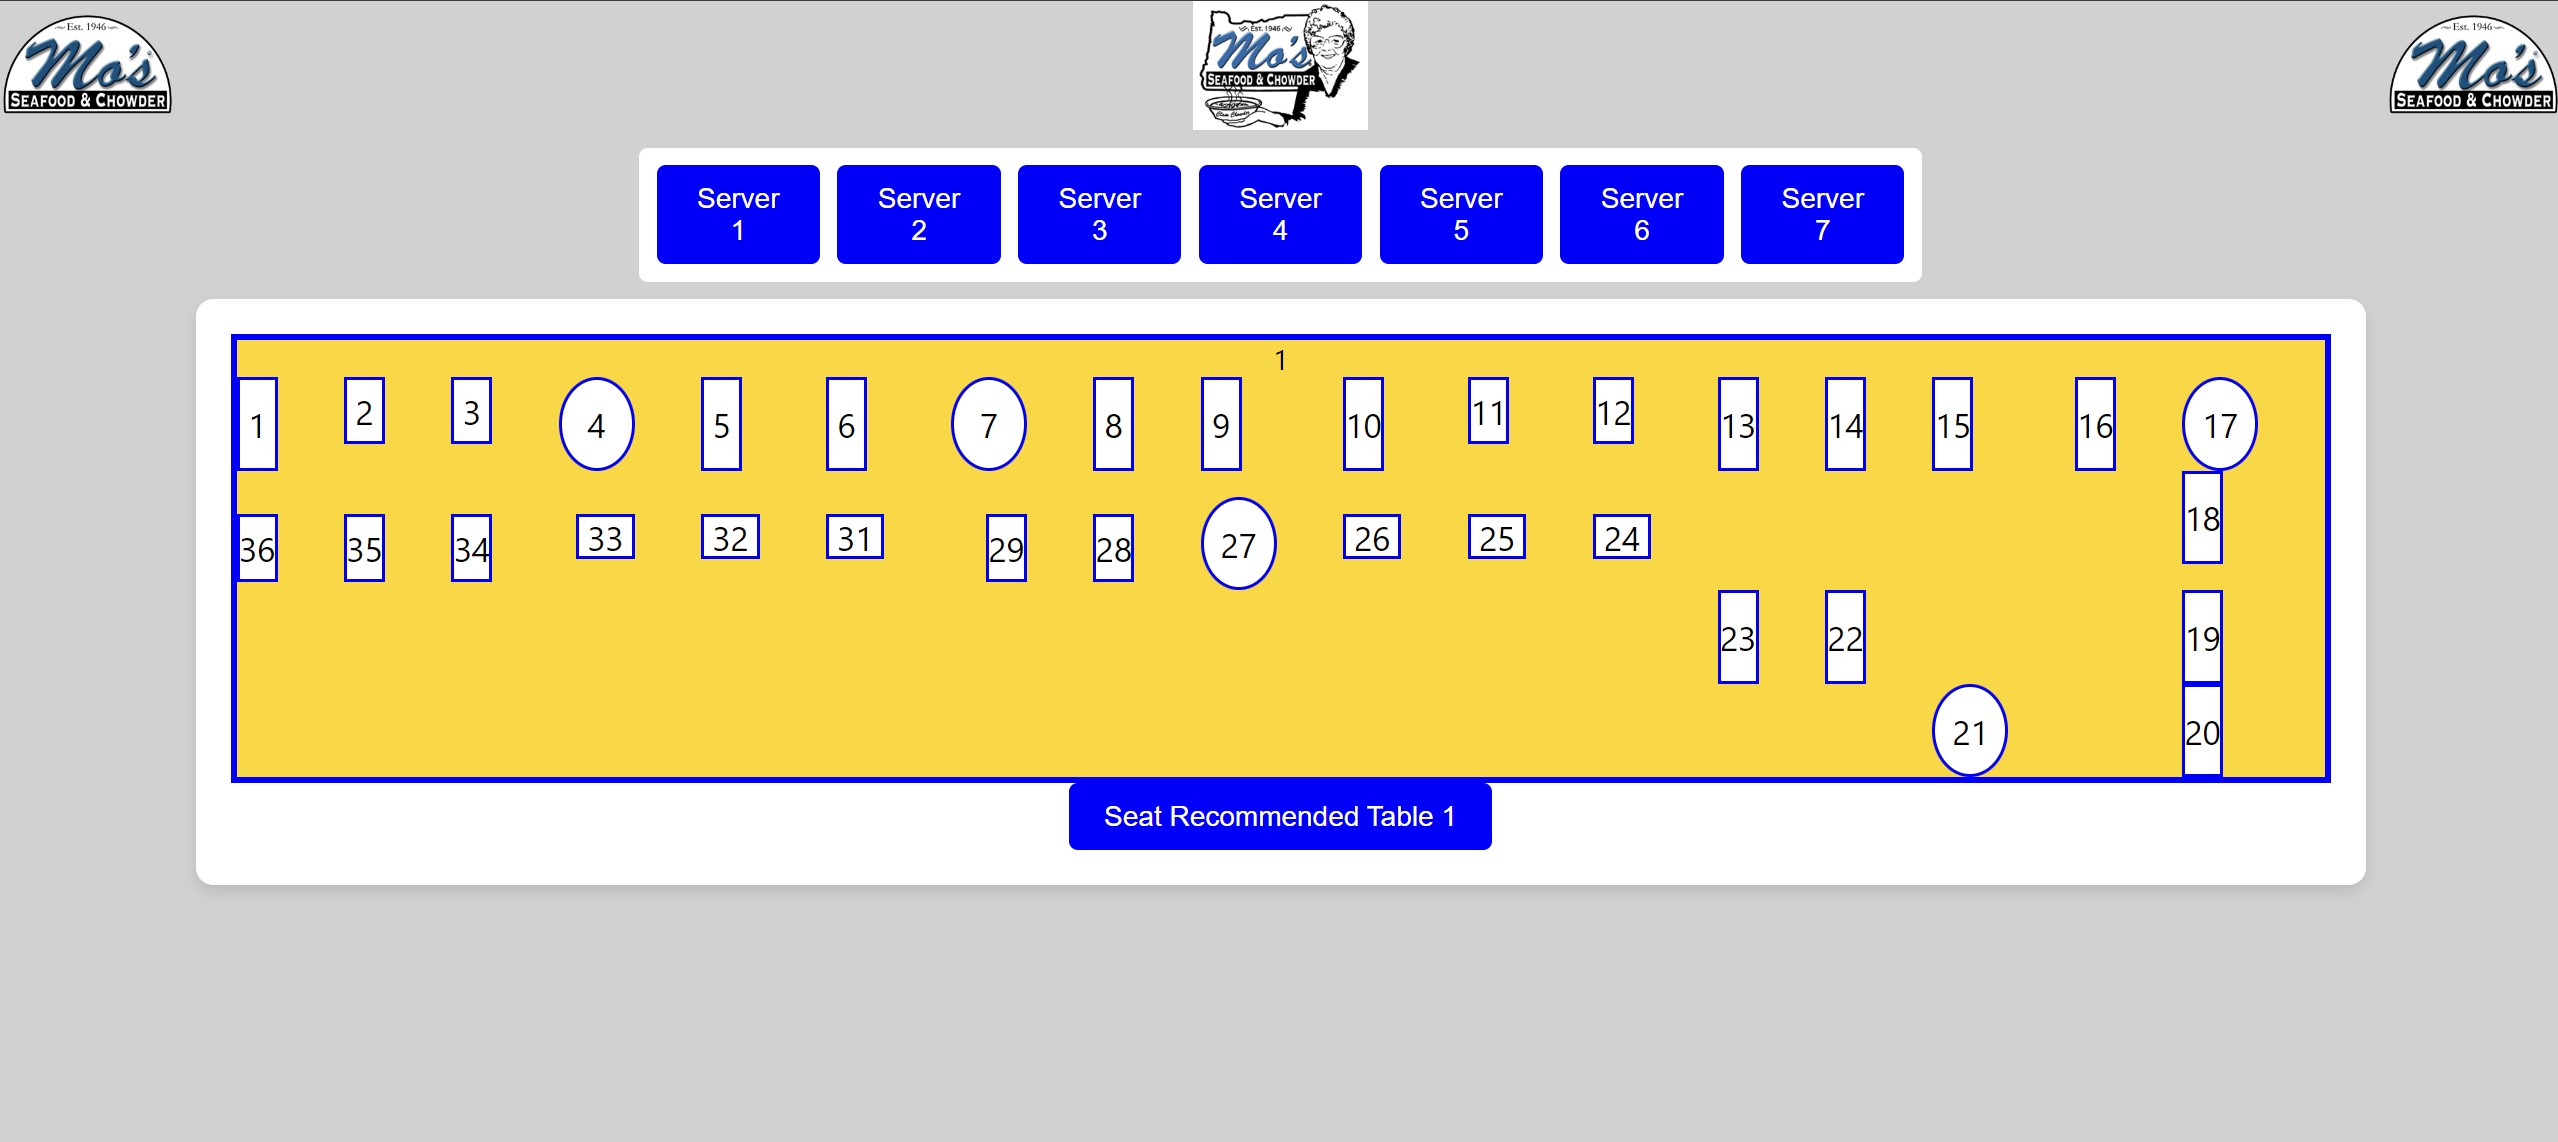 Est. 1946
Mo's
SEAFOOD & CHOWDER
Est. 1946
Mo's
SEAFOOD & CHOWDER
Clam Chowder
Est. 1946
Mo's
SEAFOOD & CHOWDER
Server
1
Server
2
Server
3
Server
4
Server
5
Server
6
Server
7
1
1
2
3
4
5
6
7
8
9
10
11
12
13
14
15
16
17
18
36
35
34
33
32
31
29
28
27
26
25
24
23
22
19
21
20
Seat Recommended Table 1